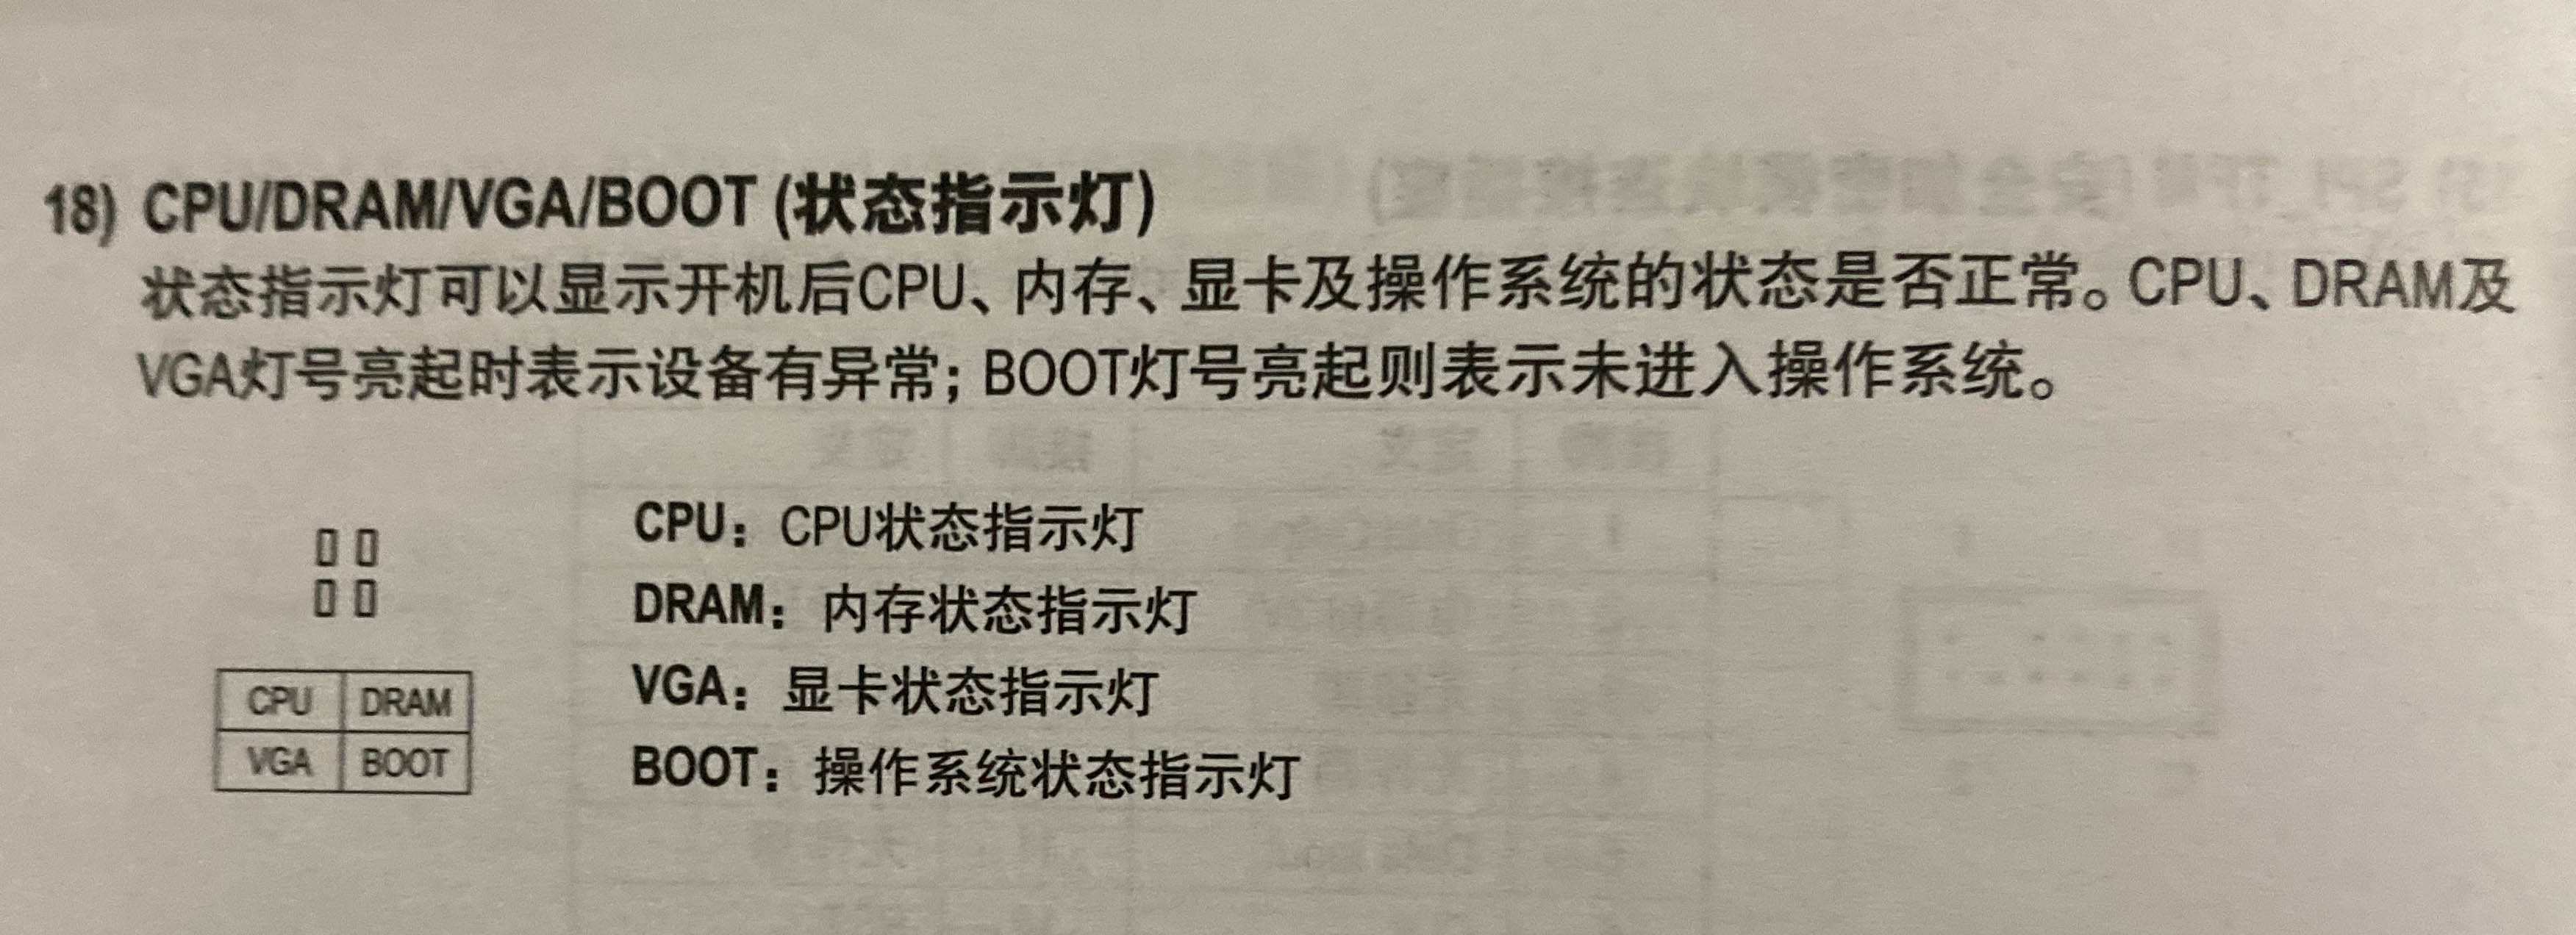 18) CPU/DRAM/VGA/BOOT (状态指示灯)
状态指示灯可以显示开机后CPU、内存、显卡及操作系统的状态是否正常。CPU、DRAM及
VGA灯号亮起时表示设备有异常；BOOT灯号亮起则表示未进入操作系统。
CPU：CPU状态指示灯
DRAM：内存状态指示灯
VGA：显卡状态指示灯
BOOT：操作系统状态指示灯
CPU DRAM
VGA BOOT